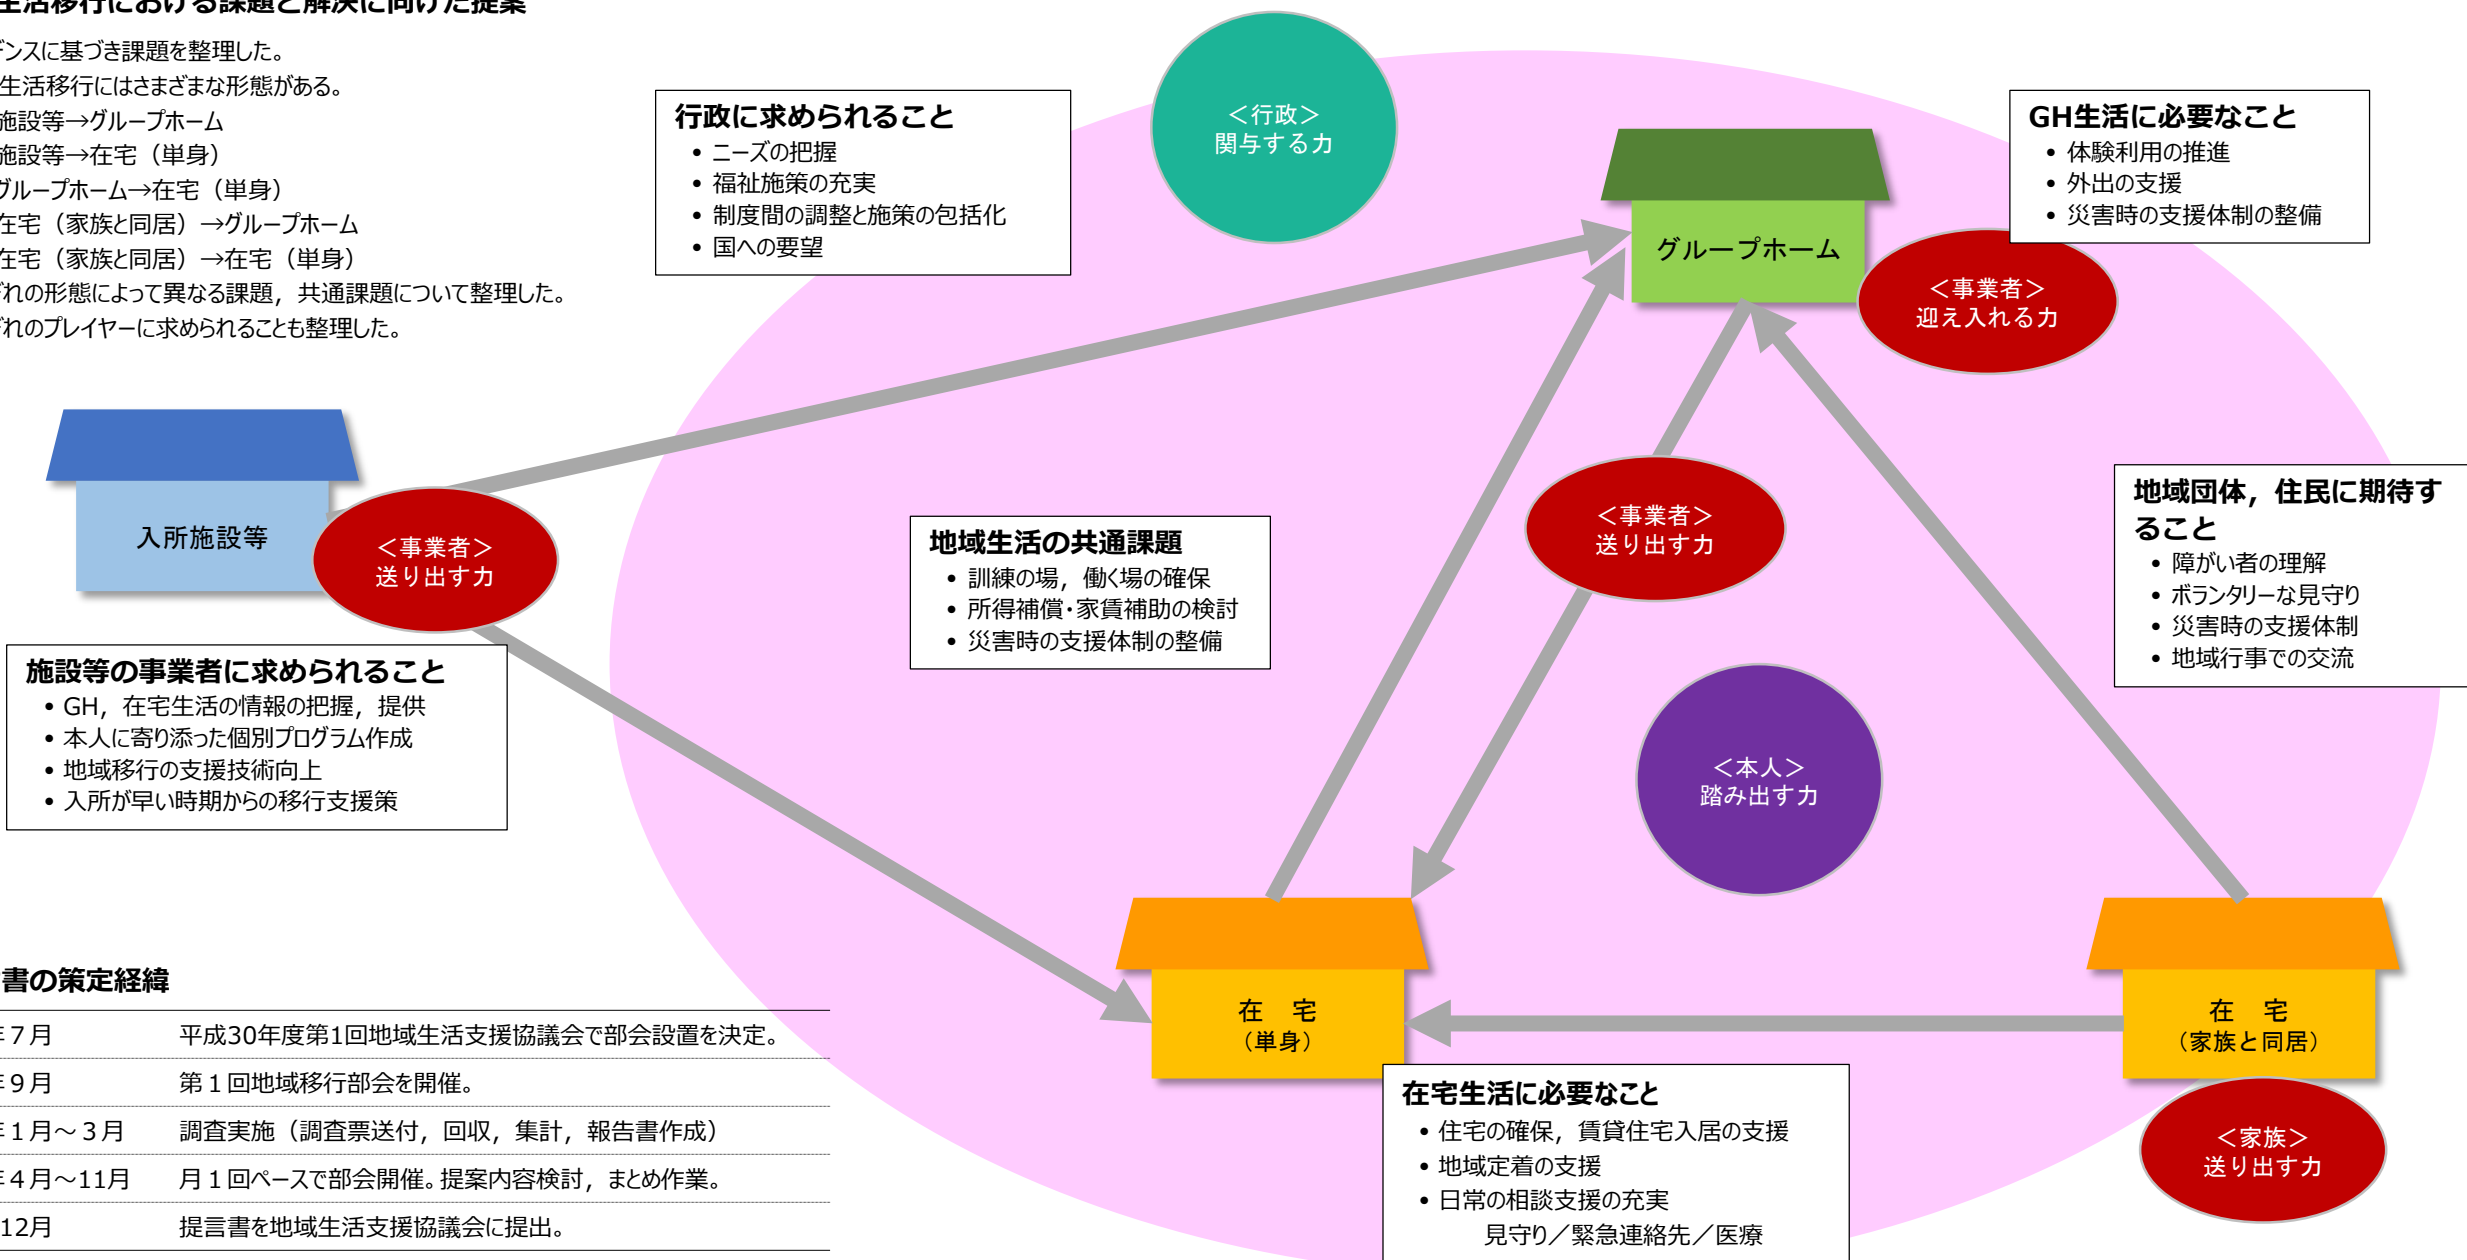 生活移行における課題と解決に向けた提案
デンスに基づき課題を整理した。
生活移行にはさまざまな形態がある。
施設等→グループホーム
施設等→在宅（単身）
グループホーム→在宅（単身）
在宅（家族と同居）→グループホーム
在宅（家族と同居）→在宅（単身）
ぞれの形態によって異なる課題，共通課題について整理した。
ぞれのプレイヤーに求められることも整理した。
行政に求められること
• ニーズの把握
• 福祉施策の充実
• 制度間の調整と施策の包括化
• 国への要望
＜行政＞
関与する力
GH生活に必要なこと
• 体験利用の推進
• 外出の支援
• 災害時の支援体制の整備
グループホーム
＜事業者＞
迎え入れる力
入所施設等
＜事業者＞
送り出す力
施設等の事業者に求められること
• GH，在宅生活の情報の把握，提供
• 本人に寄り添った個別プログラム作成
• 地域移行の支援技術向上
• 入所が早い時期からの移行支援策
地域生活の共通課題
• 訓練の場，働く場の確保
• 所得補償・家賃補助の検討
• 災害時の支援体制の整備
＜事業者＞
送り出す力
地域団体，住民に期待す
ること
• 障がい者の理解
• ボランタリーな見守り
• 災害時の支援体制
• 地域行事での交流
＜本人＞
踏み出す力
在　宅
（単身）
在　宅
（家族と同居）
＜家族＞
送り出す力
在宅生活に必要なこと
• 住宅の確保，賃貸住宅入居の支援
• 地域定着の支援
• 日常の相談支援の充実
見守り／緊急連絡先／医療
書の策定経緯
年７月　平成30年度第1回地域生活支援協議会で部会設置を決定。
年９月　第１回地域移行部会を開催。
年１月～３月　調査実施（調査票送付，回収，集計，報告書作成）
年４月～11月　月１回ペースで部会開催。提案内容検討，まとめ作業。
12月　提言書を地域生活支援協議会に提出。